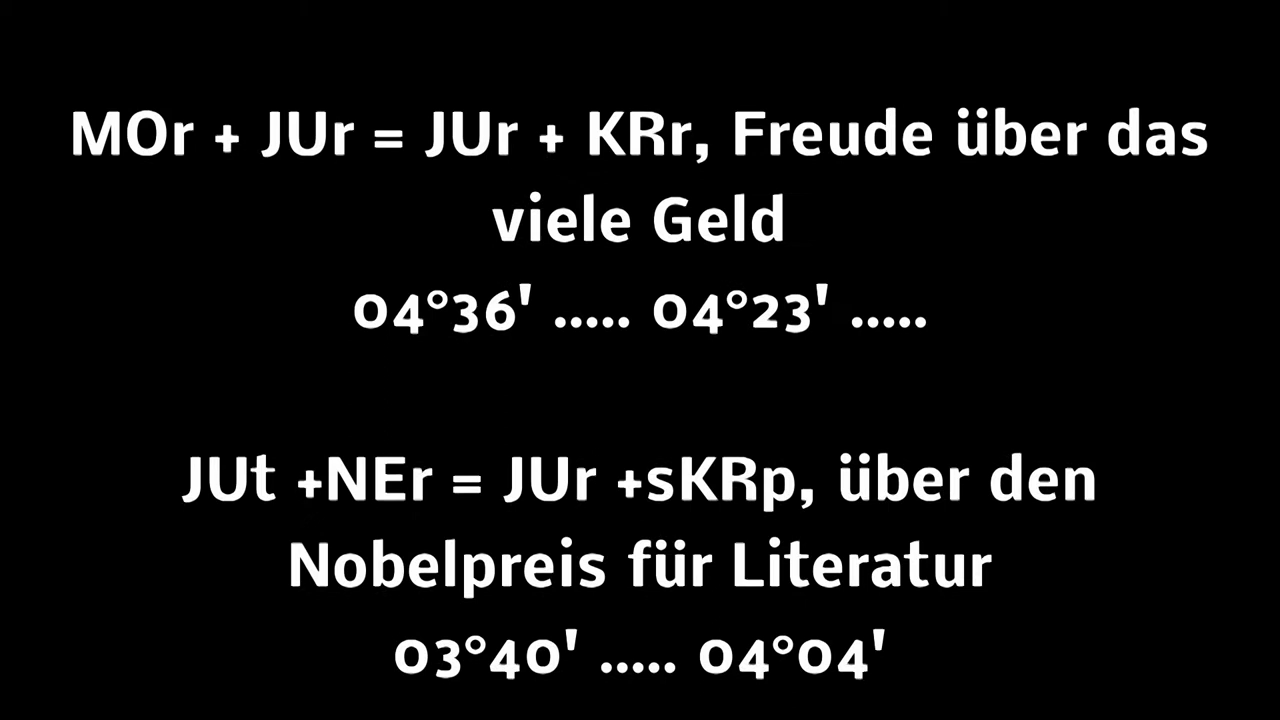 MOr + JUr = JUr + KRr, Freude über das
viele Geld
04°36' ..... 04°23' .....
JUt +NEr = JUr +sKRp, über den
Nobelpreis für Literatur
03°40' ..... 04°04'